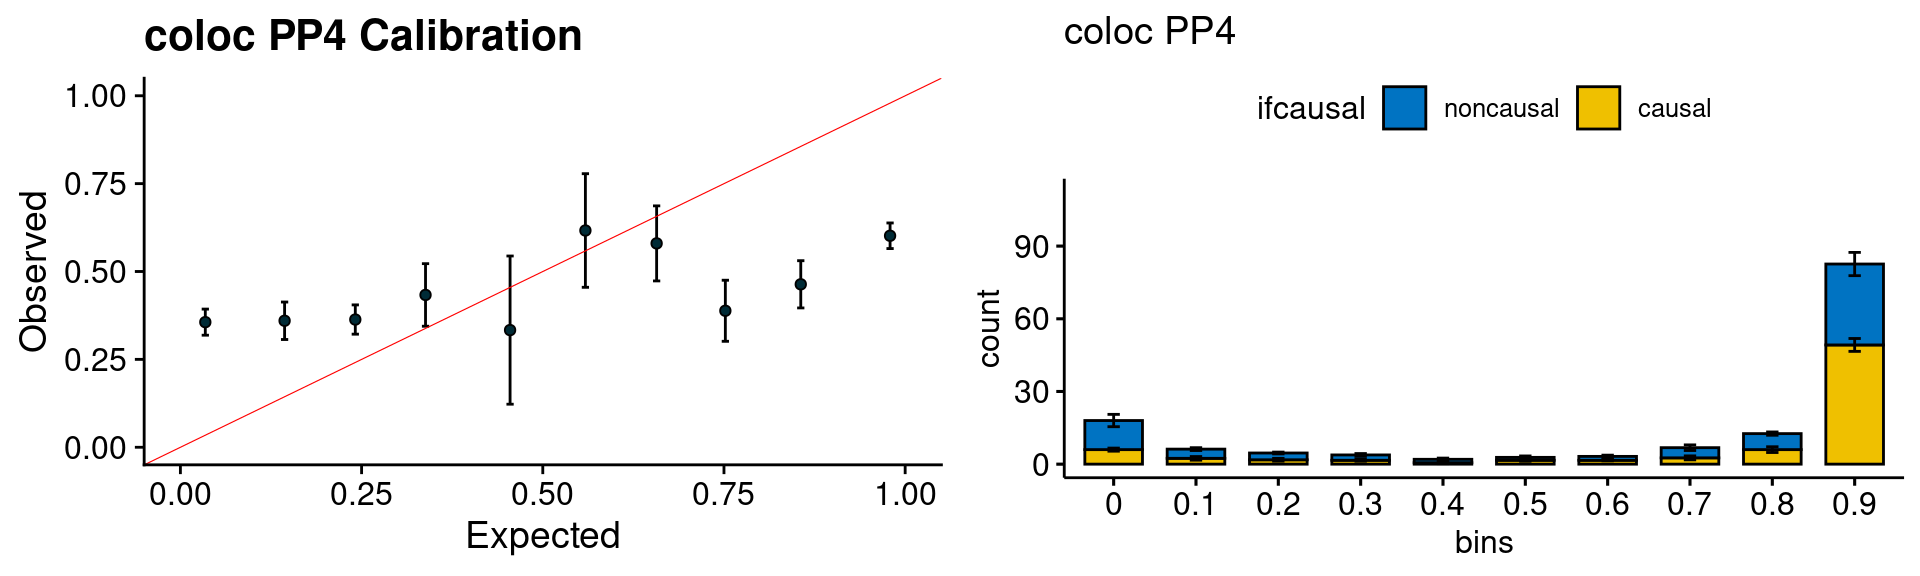 coloc PP4 Calibration
1.00
0.75
0.50
0.25
0.00
Observed
0.00 0.25 0.50 0.75 1.00
Expected
coloc PP4
ifcausal noncausal causal
90
60
30
0
count
0 0.1 0.2 0.3 0.4 0.5 0.6 0.7 0.8 0.9
bins